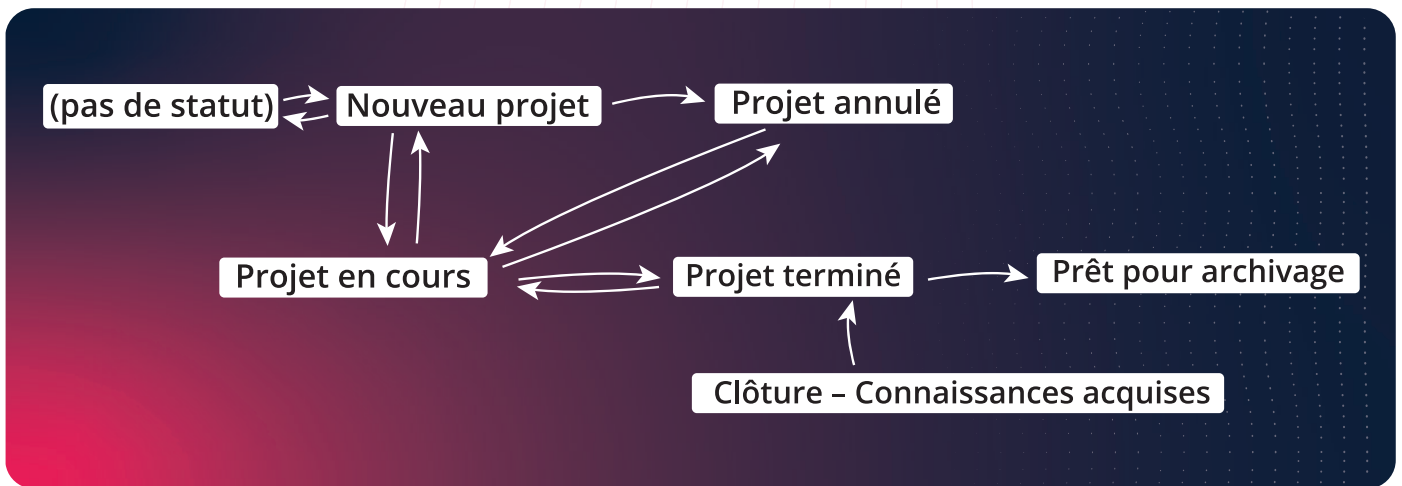 (pas de statut)
Nouveau projet
Projet annulé
Projet en cours
Projet terminé
Prêt pour archivage
Clôture – Connaissances acquises